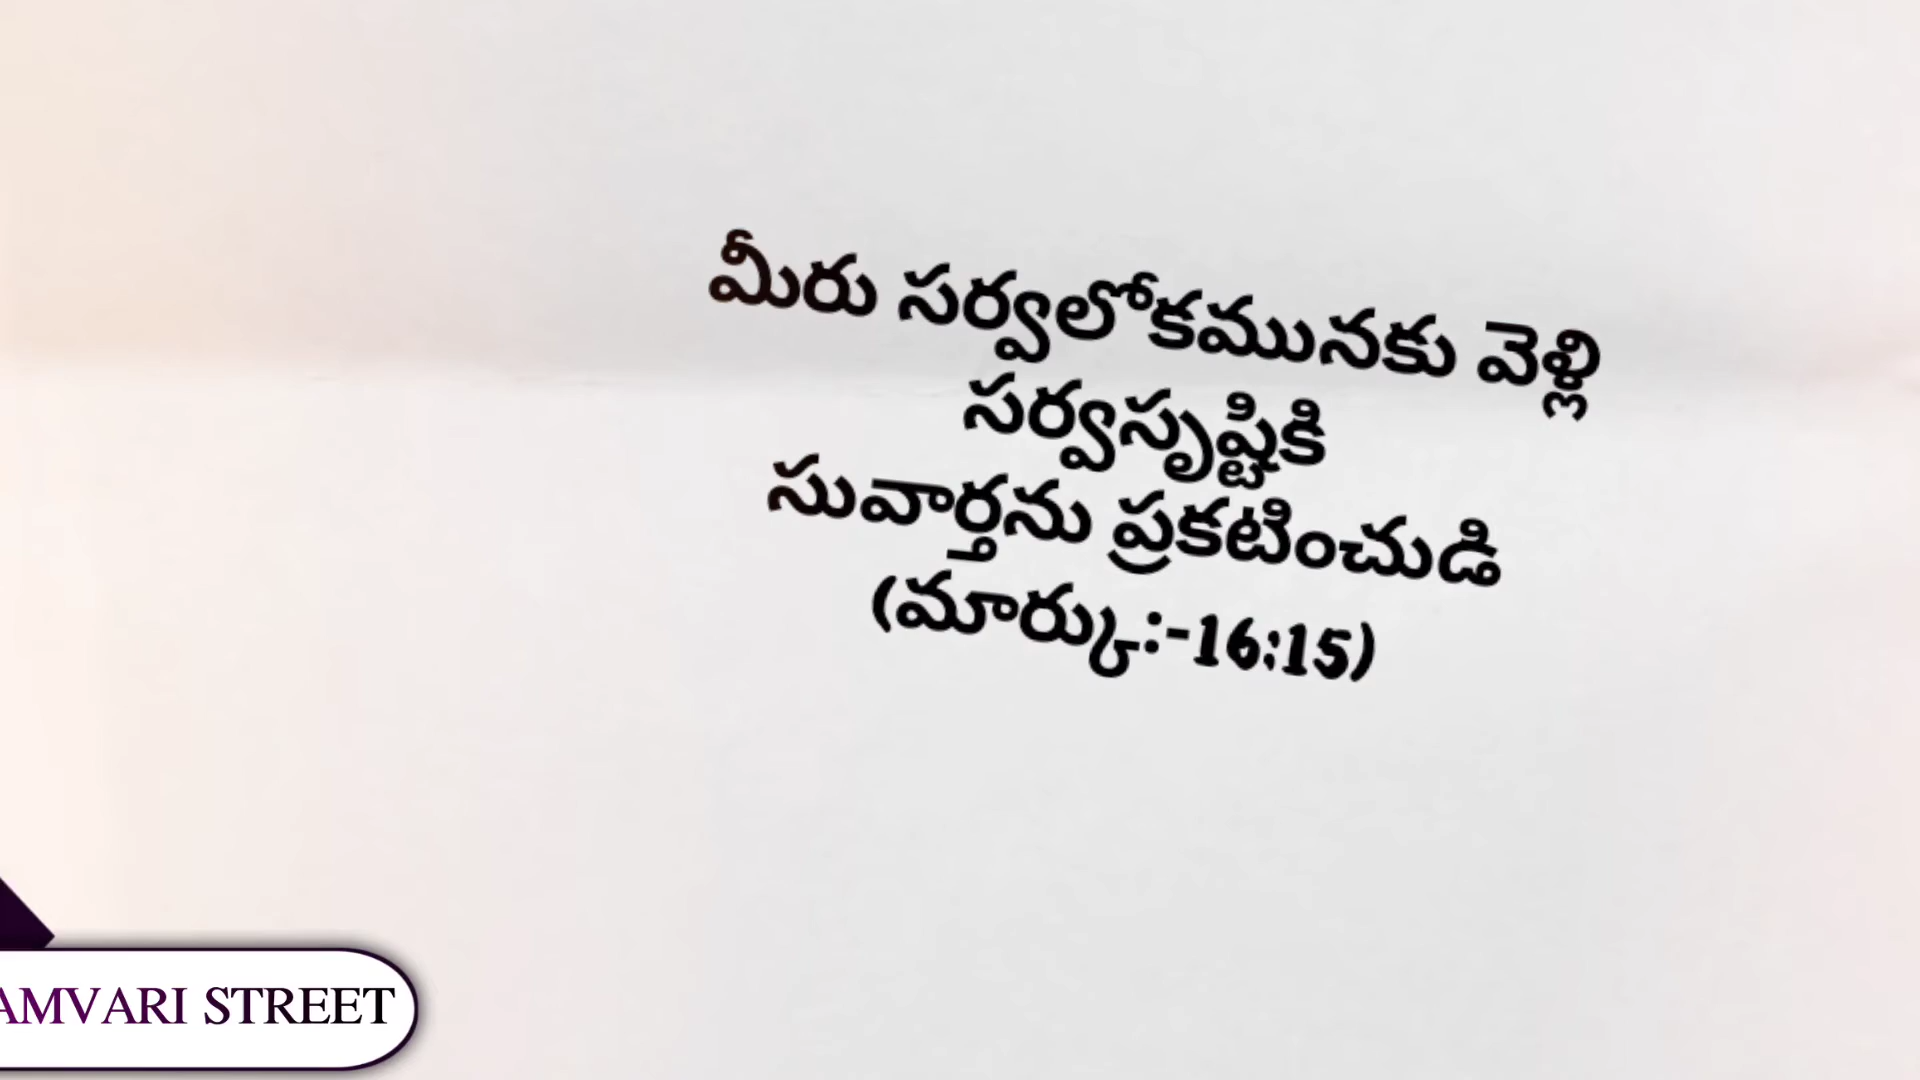 మీరు సర్వలోకమునకు వెళ్లి
సర్వసృష్టికి
సువార్తను ప్రకటించుడి
(మార్కు:-16:15)
AMVARI STREET